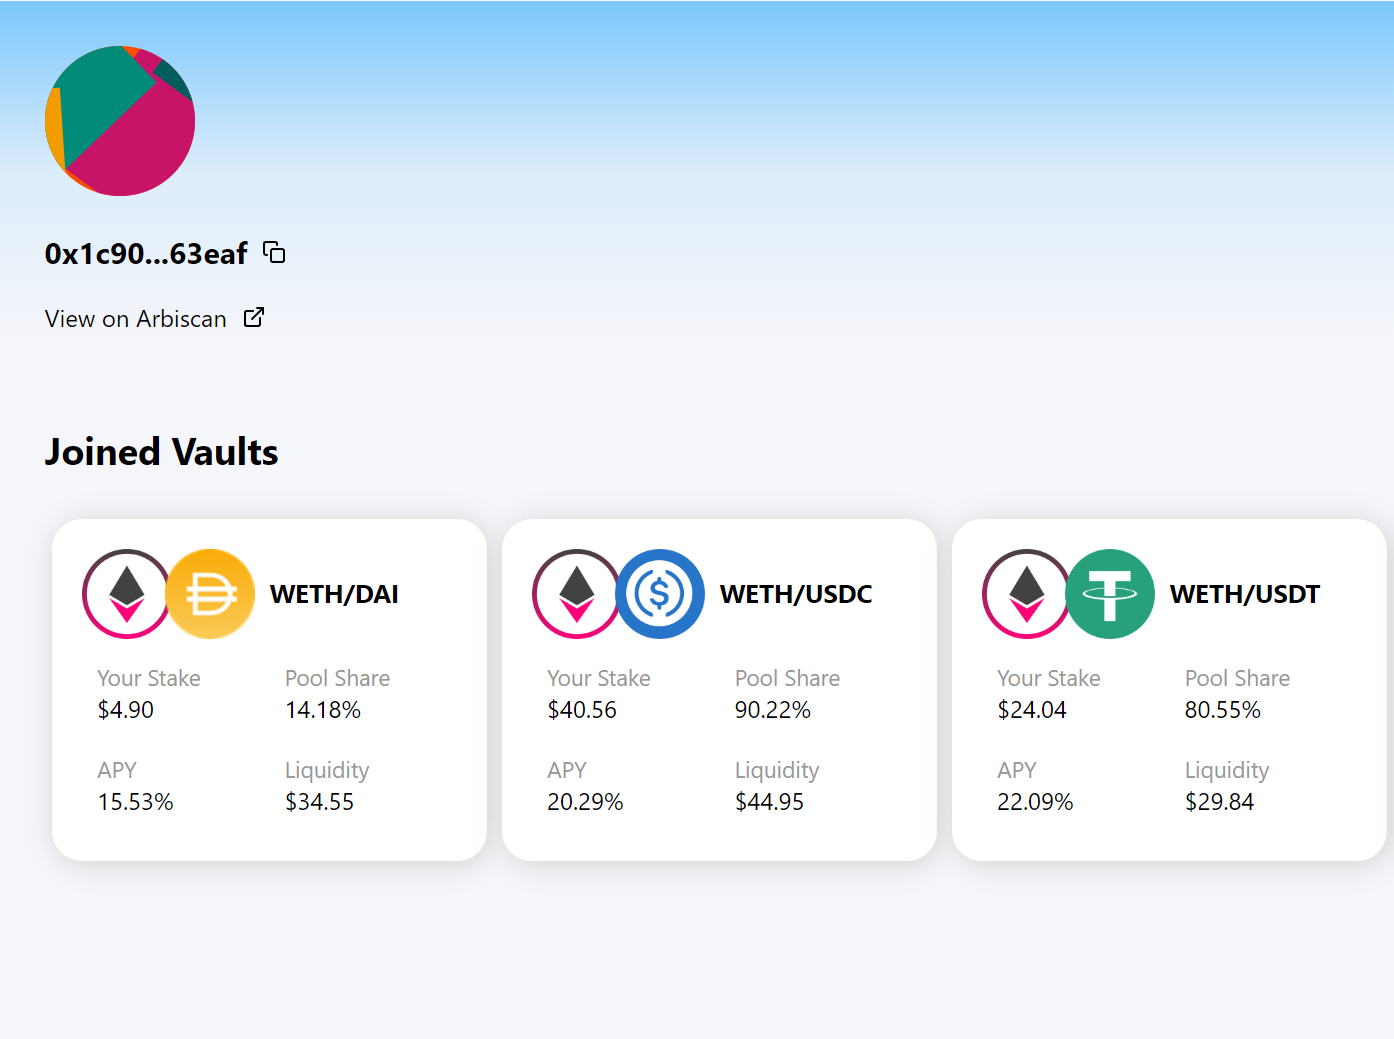 0x1c90...63eaf
View on Arbiscan
Joined Vaults
WETH/DAI
Your Stake
Pool Share
$4.90
14.18%
APY
Liquidity
15.53%
$34.55
WETH/USDC
Your Stake
Pool Share
$40.56
90.22%
APY
Liquidity
20.29%
$44.95
WETH/USDT
Your Stake
Pool Share
$24.04
80.55%
APY
Liquidity
22.09%
$29.84